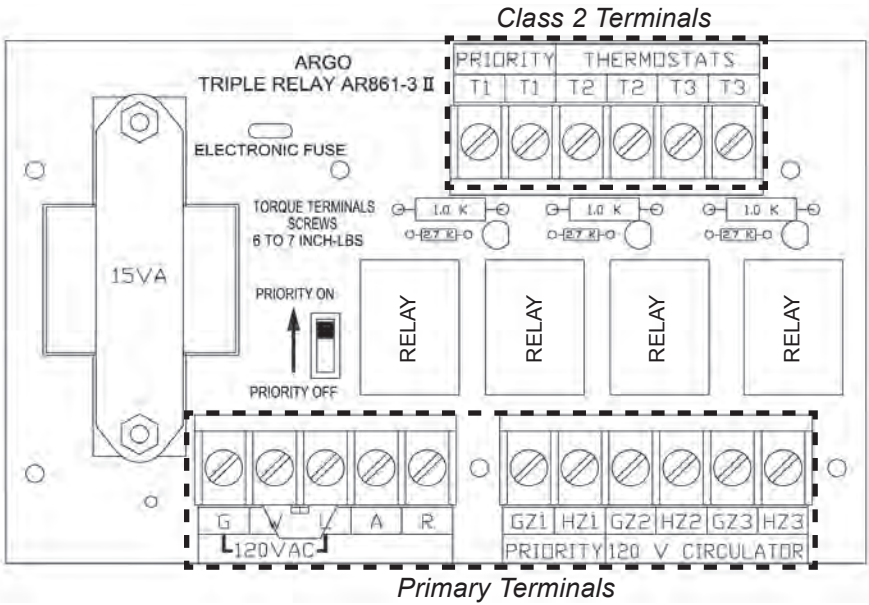 Class 2 Terminals
ARGO
TRIPLE RELAY AR861-3 II
PRIORITY THERMOSTATS
T1 T1 T2 T2 T3 T3
ELECTRONIC FUSE
TORQUE TERMINALS
SCREWS
6 TO 7 INCH-LBS
1.0 K 1.0 K 1.0 K
2.7 K 2.7 K 2.7 K
15VA
PRIORITY ON
PRIORITY OFF
RELAY
RELAY
RELAY
RELAY
G W L A R
120VAC
GZ1 HZ1 GZ2 HZ2 GZ3 HZ3
PRIORITY 120 V CIRCULATOR
Primary Terminals